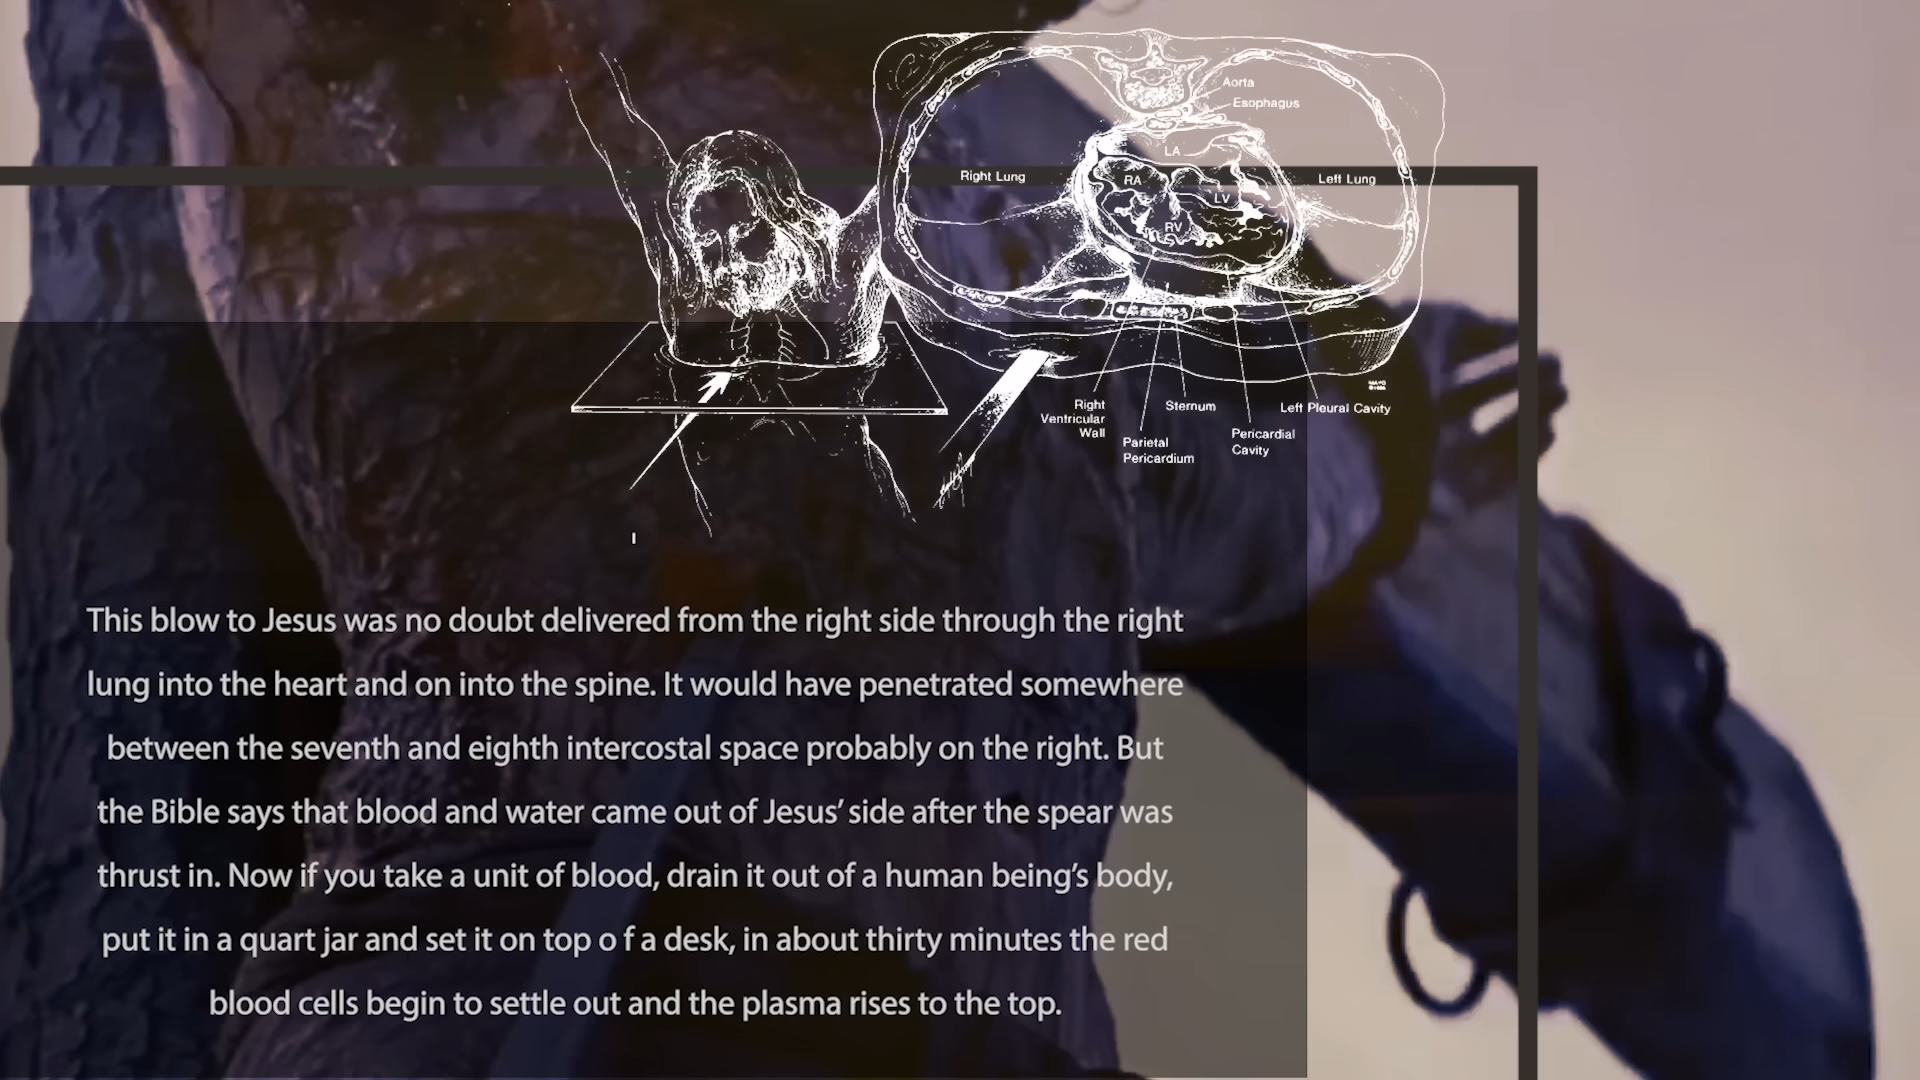 Aorta
Esophagus
LA
Right Lung
RA
LV
Left Lung
RV
Right
Ventricular
Wall
Sternum
Left Pleural Cavity
Parietal
Pericardium
Pericardial
Cavity
This blow to Jesus was no doubt delivered from the right side through the right
lung into the heart and on into the spine. It would have penetrated somewhere
between the seventh and eighth intercostal space probably on the right. But
the Bible says that blood and water came out of Jesus’ side after the spear was
thrust in. Now if you take a unit of blood, drain it out of a human being’s body,
put it in a quart jar and set it on top o f a desk, in about thirty minutes the red
blood cells begin to settle out and the plasma rises to the top.